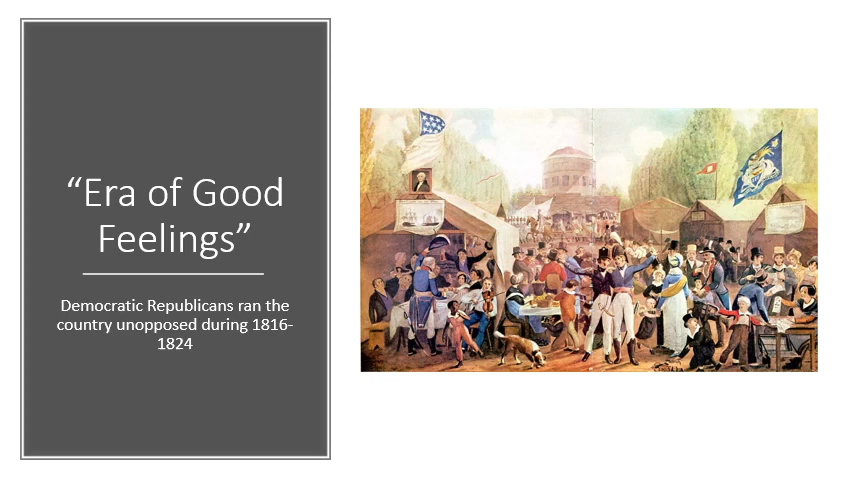 “Era of Good
Feelings”
Democratic Republicans ran the
country unopposed during 1816-
1824